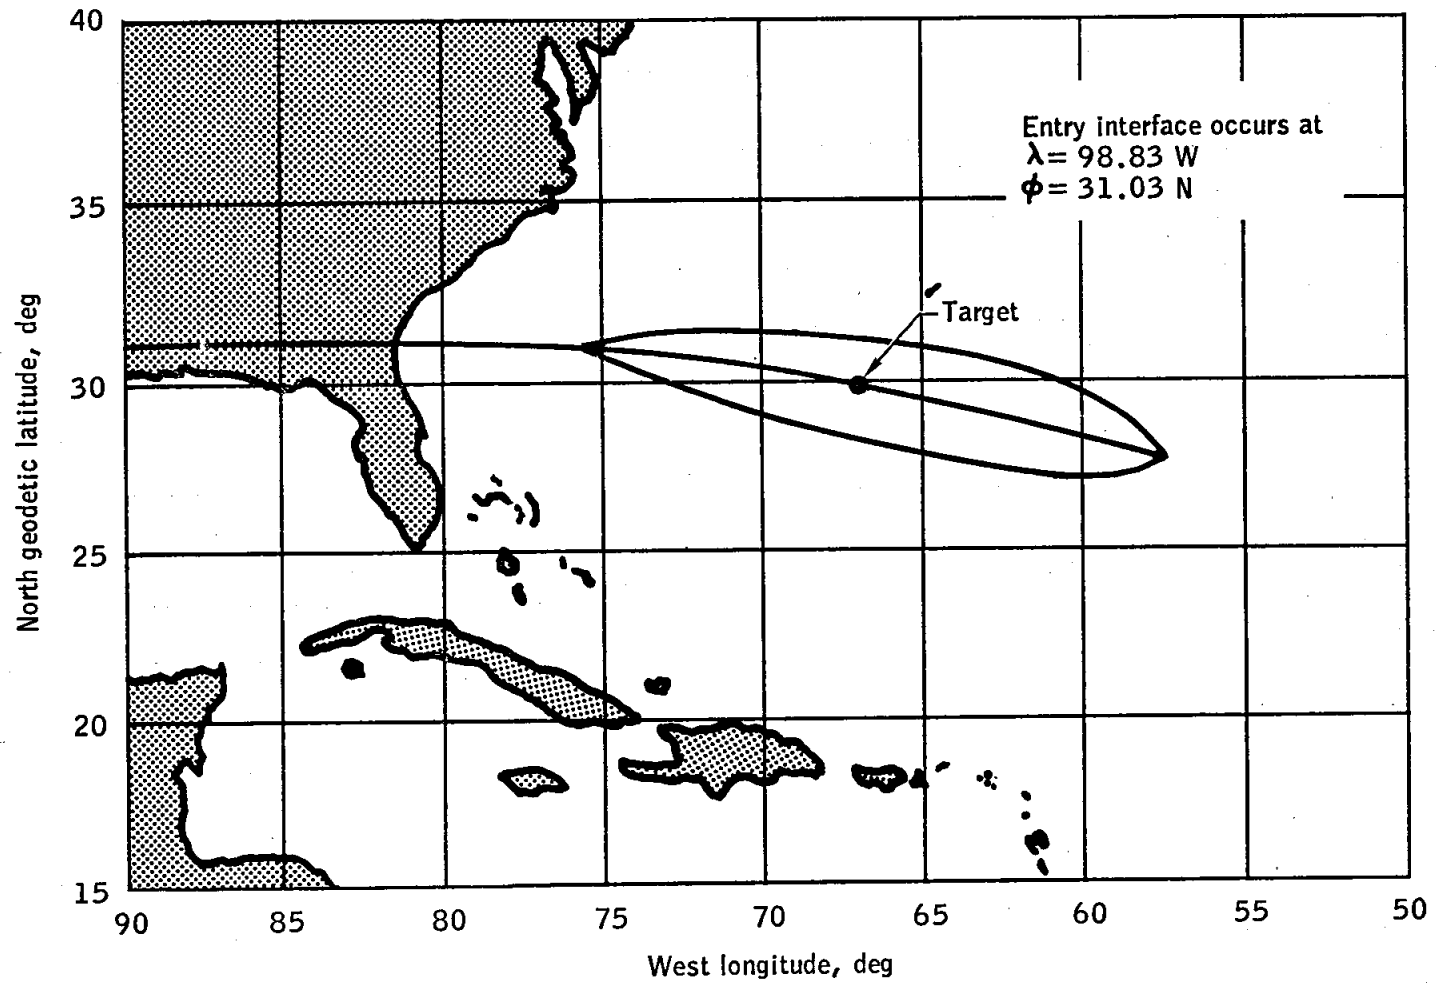 40
Entry interface occurs at
λ= 98.83 W
ϕ= 31.03 N
35
Target
30
25
20
15
North geodetic latitude, deg
90 85 80 75 70 65 60 55 50
West longitude, deg